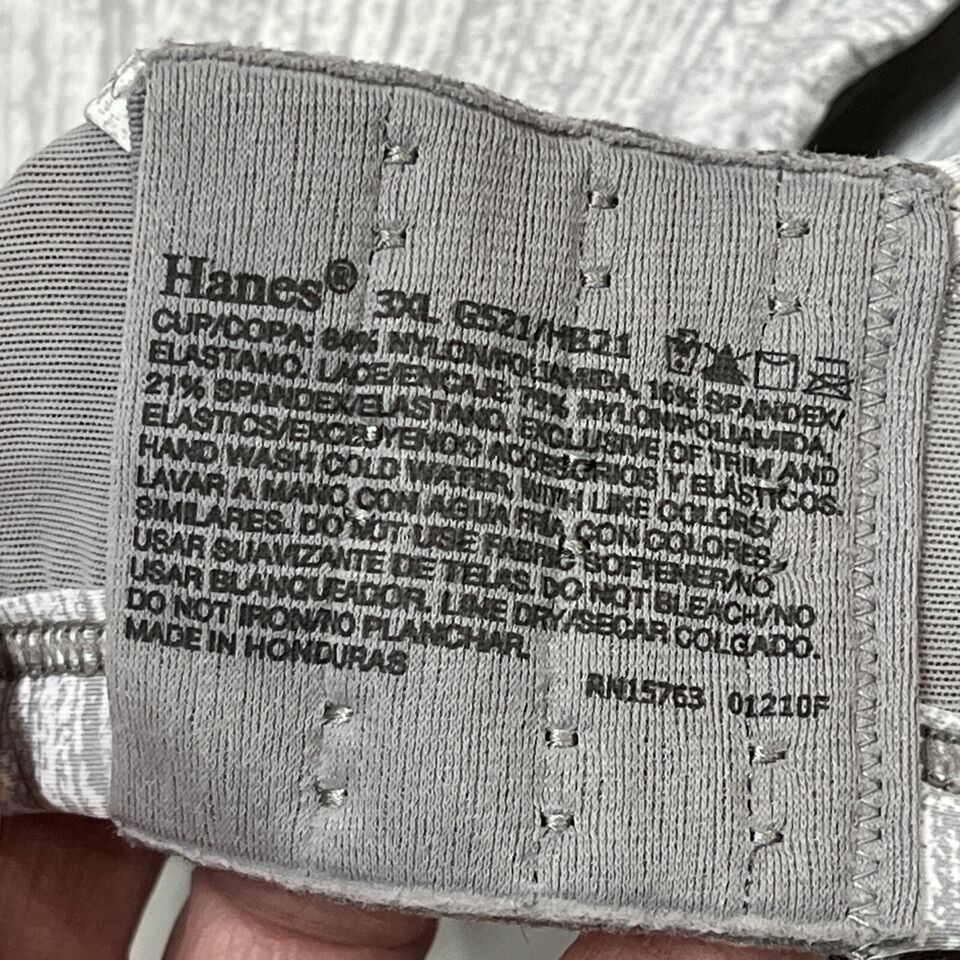 Hanes® 3XL G521/HB21
CUP/COPA: 84% NYLON/POLIAMIDA, 16% SPANDEX/
ELASTANO. LACE/ENCAJE: 79% NYLON/POLIAMIDA,
21% SPANDEX/ELASTANO. EXCLUSIVE OF TRIM AND
ELASTICS/EXCLUYENDO ACCESORIOS Y ELÁSTICOS.
HAND WASH COLD WATER WITH LIKE COLORS/
LAVAR A MANO CON AGUA FRÍA CON COLORES
SIMILARES. DO NOT USE FABRIC SOFTENER/NO
USAR SUAVIZANTE DE TELAS. DO NOT BLEACH/NO
USAR BLANQUEADOR. LINE DRY/SECAR COLGADO.
DO NOT IRON/NO PLANCHAR.
MADE IN HONDURAS
RN15763 01210F